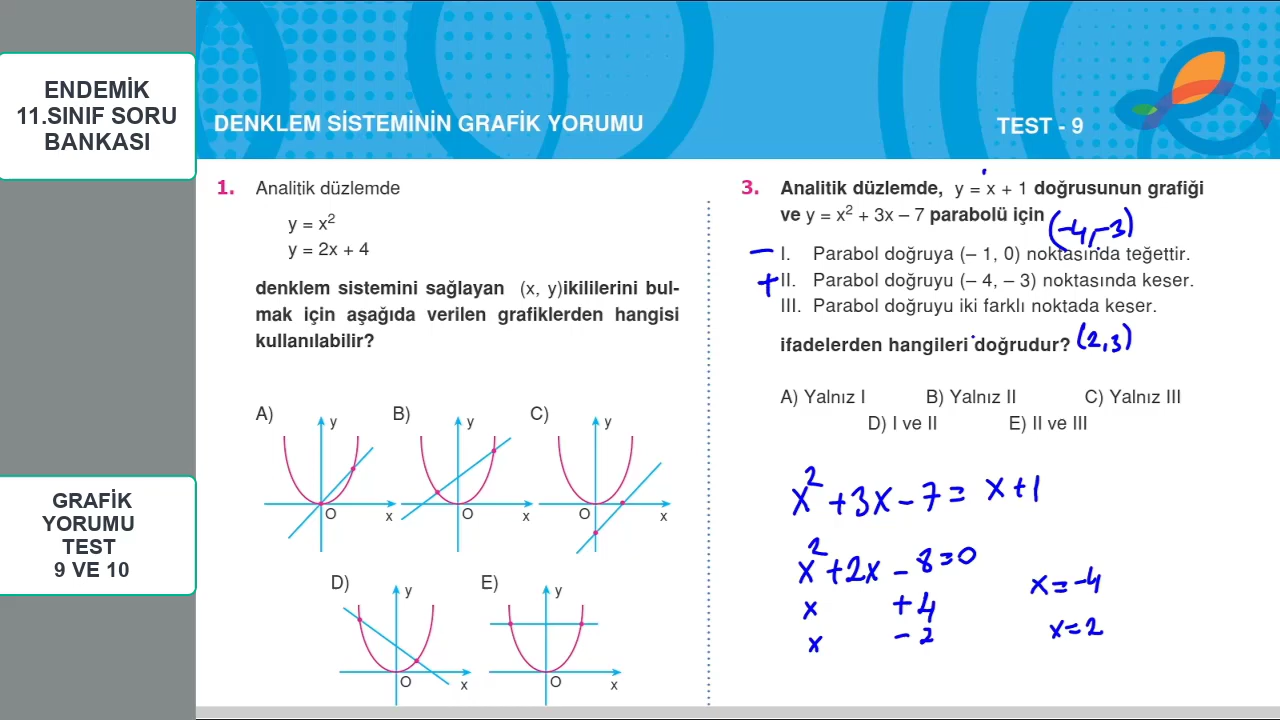 ENDEMİK
11.SINIF SORU
BANKASI
GRAFİK
YORUMU
TEST
9 VE 10
DENKLEM SİSTEMİNİN GRAFİK YORUMU
TEST - 9
1. Analitik düzlemde
y = x²
y = 2x + 4
denklem sistemini sağlayan (x, y)ikililerini bul-
mak için aşağıda verilen grafiklerden hangisi
kullanılabilir?
A) y x O
B) y x O
C) y x O
D) y x O
E) y x O
3. Analitik düzlemde, y = x + 1 doğrusunun grafiği
ve y = x² + 3x – 7 parabolü için
(-4,-3)
– I. Parabol doğruya (– 1, 0) noktasında teğettir.
+ II. Parabol doğruyu (– 4, – 3) noktasında keser.
III. Parabol doğruyu iki farklı noktada keser.
ifadelerden hangileri doğrudur? (2,3)
A) Yalnız I B) Yalnız II C) Yalnız III
D) I ve II E) II ve III
x² + 3x - 7 = x + 1
x² + 2x - 8 = 0
x + 4 x = -4
x - 2 x = 2